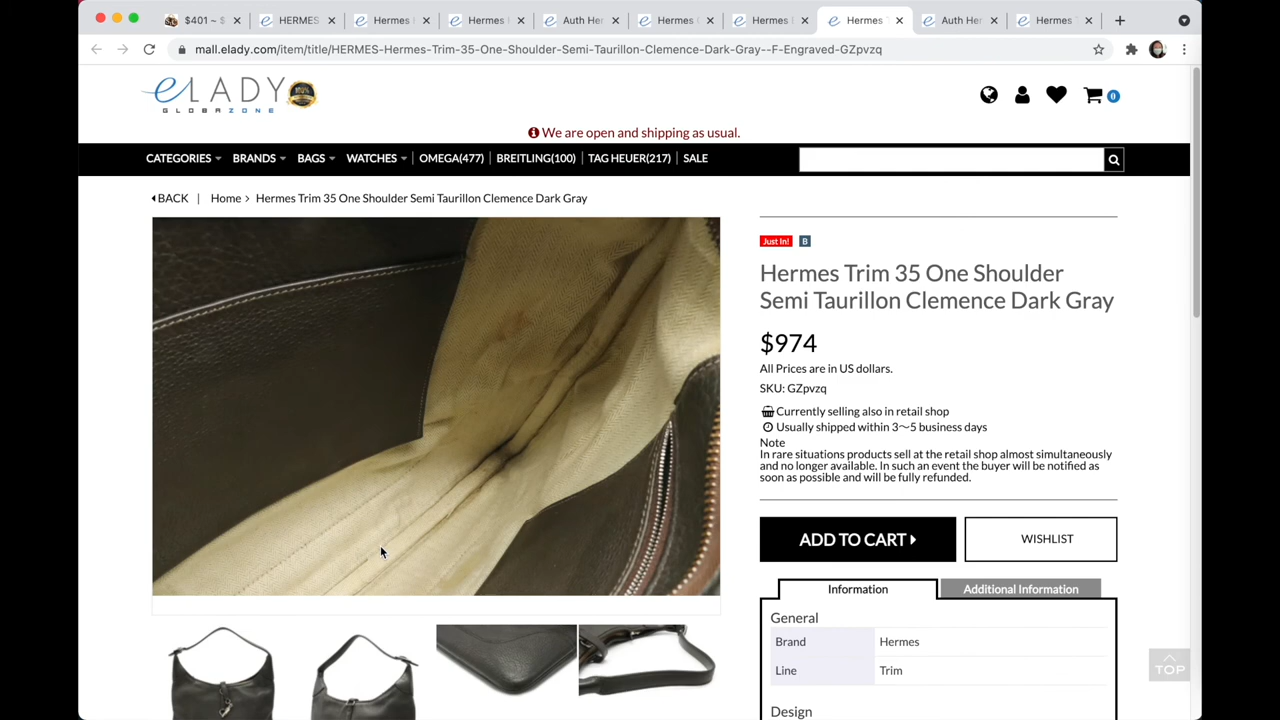 $401 ~ $
HERMES
Hermes
Hermes
Auth Her
Hermes
Hermes
Hermes
Auth Her
Hermes
mall.elady.com/item/title/HERMES-Hermes-Trim-35-One-Shoulder-Semi-Taurillon-Clemence-Dark-Gray--F-Engraved-GZpvzq
eLADY
GLOBALZONE
0
We are open and shipping as usual.
CATEGORIES BRANDS BAGS WATCHES OMEGA(477) BREITLING(100) TAG HEUER(217) SALE
BACK | Home > Hermes Trim 35 One Shoulder Semi Taurillon Clemence Dark Gray
Just In! B
Hermes Trim 35 One Shoulder
Semi Taurillon Clemence Dark Gray
$974
All Prices are in US dollars.
SKU: GZpvzq
Currently selling also in retail shop
Usually shipped within 3～5 business days
Note
In rare situations products sell at the retail shop almost simultaneously
and no longer available. In such an event the buyer will be notified as
soon as possible and will be fully refunded.
ADD TO CART WISHLIST
Information Additional Information
General
Brand Hermes
Line Trim
Design
TOP